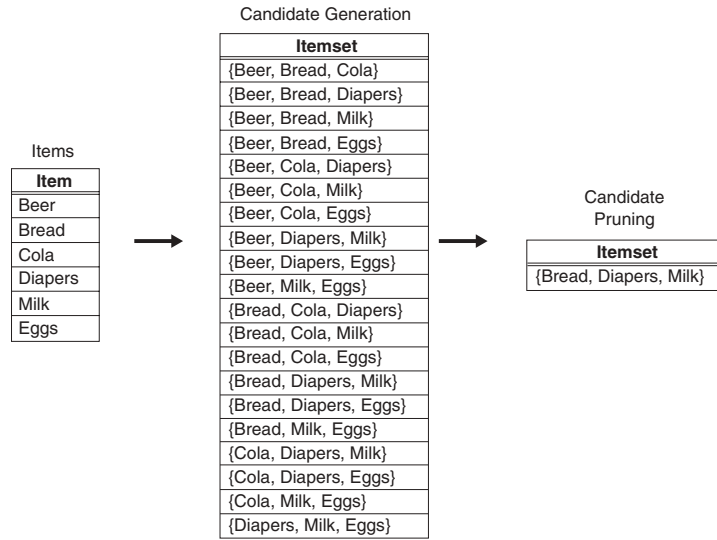 Candidate Generation
Itemset
{Beer, Bread, Cola}
{Beer, Bread, Diapers}
{Beer, Bread, Milk}
{Beer, Bread, Eggs}
{Beer, Cola, Diapers}
{Beer, Cola, Milk}
{Beer, Cola, Eggs}
{Beer, Diapers, Milk}
{Beer, Diapers, Eggs}
{Beer, Milk, Eggs}
{Bread, Cola, Diapers}
{Bread, Cola, Milk}
{Bread, Cola, Eggs}
{Bread, Diapers, Milk}
{Bread, Diapers, Eggs}
{Bread, Milk, Eggs}
{Cola, Diapers, Milk}
{Cola, Diapers, Eggs}
{Cola, Milk, Eggs}
{Diapers, Milk, Eggs}
Items
Item
Beer
Bread
Cola
Diapers
Milk
Eggs
Candidate
Pruning
Itemset
{Bread, Diapers, Milk}